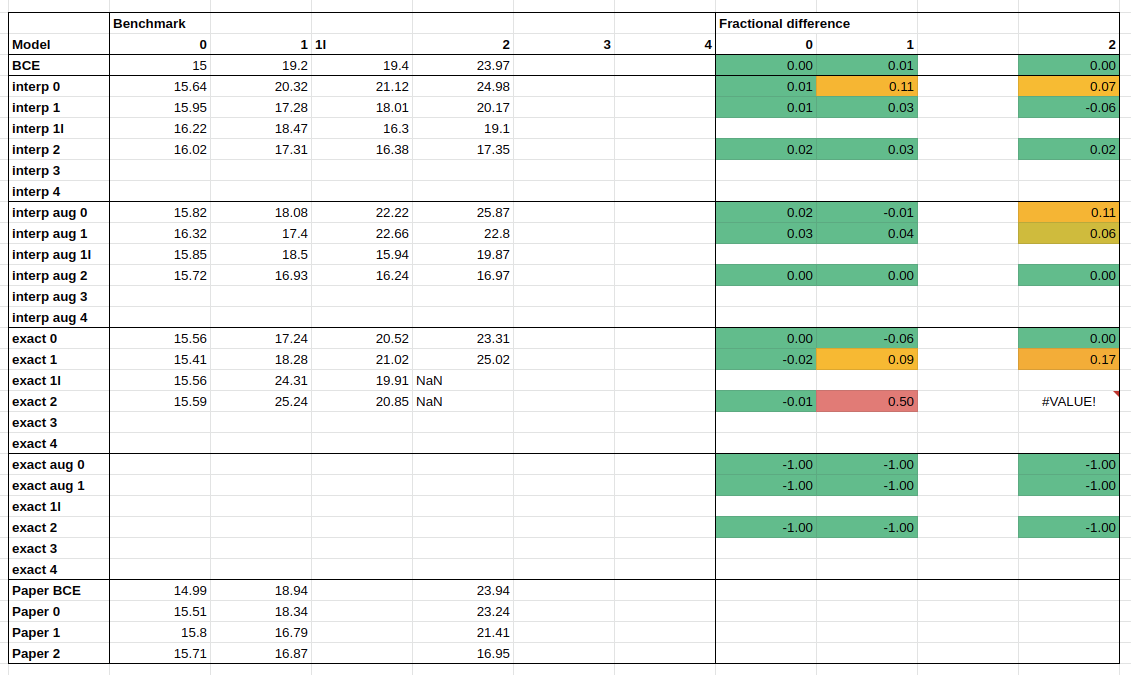 Benchmark Fractional difference
Model 0 1 1l 2 3 4 0 1 2
BCE 15 19.2 19.4 23.97 0.00 0.01 0.00
interp 0 15.64 20.32 21.12 24.98 0.01 0.11 0.07
interp 1 15.95 17.28 18.01 20.17 0.01 0.03 -0.06
interp 1l 16.22 18.47 16.3 19.1
interp 2 16.02 17.31 16.38 17.35 0.02 0.03 0.02
interp 3
interp 4
interp aug 0 15.82 18.08 22.22 25.87 0.02 -0.01 0.11
interp aug 1 16.32 17.4 22.66 22.8 0.03 0.04 0.06
interp aug 1l 15.85 18.5 15.94 19.87
interp aug 2 15.72 16.93 16.24 16.97 0.00 0.00 0.00
interp aug 3
interp aug 4
exact 0 15.56 17.24 20.52 23.31 0.00 -0.06 0.00
exact 1 15.41 18.28 21.02 25.02 -0.02 0.09 0.17
exact 1l 15.56 24.31 19.91 NaN
exact 2 15.59 25.24 20.85 NaN -0.01 0.50 #VALUE!
exact 3
exact 4
exact aug 0 -1.00 -1.00 -1.00
exact aug 1 -1.00 -1.00 -1.00
exact 1l
exact 2 -1.00 -1.00 -1.00
exact 3
exact 4
Paper BCE 14.99 18.94 23.94
Paper 0 15.51 18.34 23.24
Paper 1 15.8 16.79 21.41
Paper 2 15.71 16.87 16.95